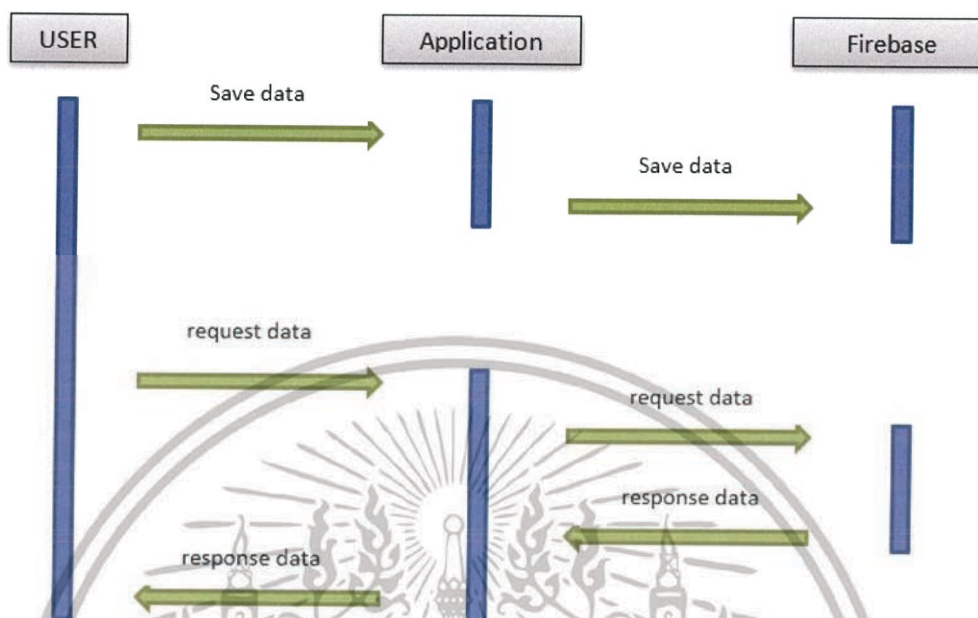 USER
Application
Firebase
Save data
Save data
request data
request data
response data
response data